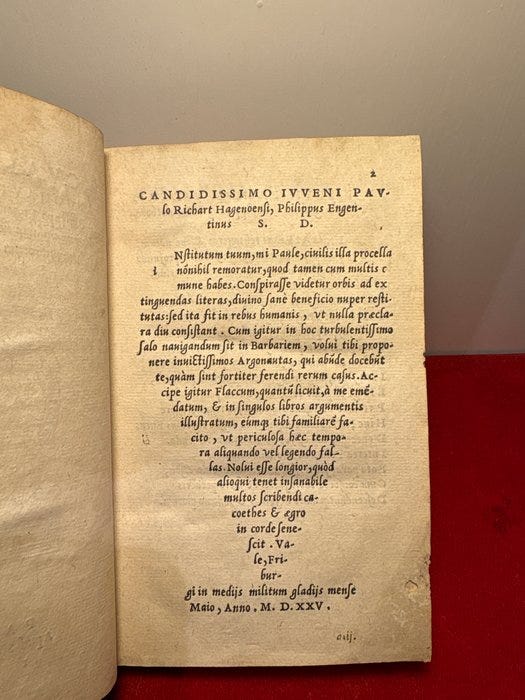 2
CANDIDISSIMO IVVENI PAV-
lo Richart Hagenoensi, Philippus Engen-
tinus S. D.
i NStitutum tuum, mi Paule, ciuilis illa procella
nõnihil remoratur, quod tamen cum multis c
mune habes. Conspirasse videtur orbis ad ex
tinguendas literas, diuino sanè beneficio nuper resti-
tutas: sed ita fit in rebus humanis, vt nulla præcla-
ra diu consistant. Cum igitur in hoc turbulentissimo
salo nauigandum sit in Barbariem, volui tibi propo-
nere inuictissimos Argonautas, qui abũde docebũt
te, quàm sint fortiter ferendi rerum casus. Ac-
cipe igitur Flaccum, quantũ licuit, à me emẽ-
datum, & in singulos libros argumentis
illustratum, eumq; tibi familiarẽ fa-
cito, vt periculosa hæc tempo-
ra aliquando vel legendo fal-
las. Nolui esse longior, quòd
alioqui tenet insanabile
multos scribendi ca-
coethes & ægro
in corde sene-
scit. Va-
le, Fri-
bur-
gi in medijs militum gladijs mense
Maio, Anno. M. D. XXV.
a ij.